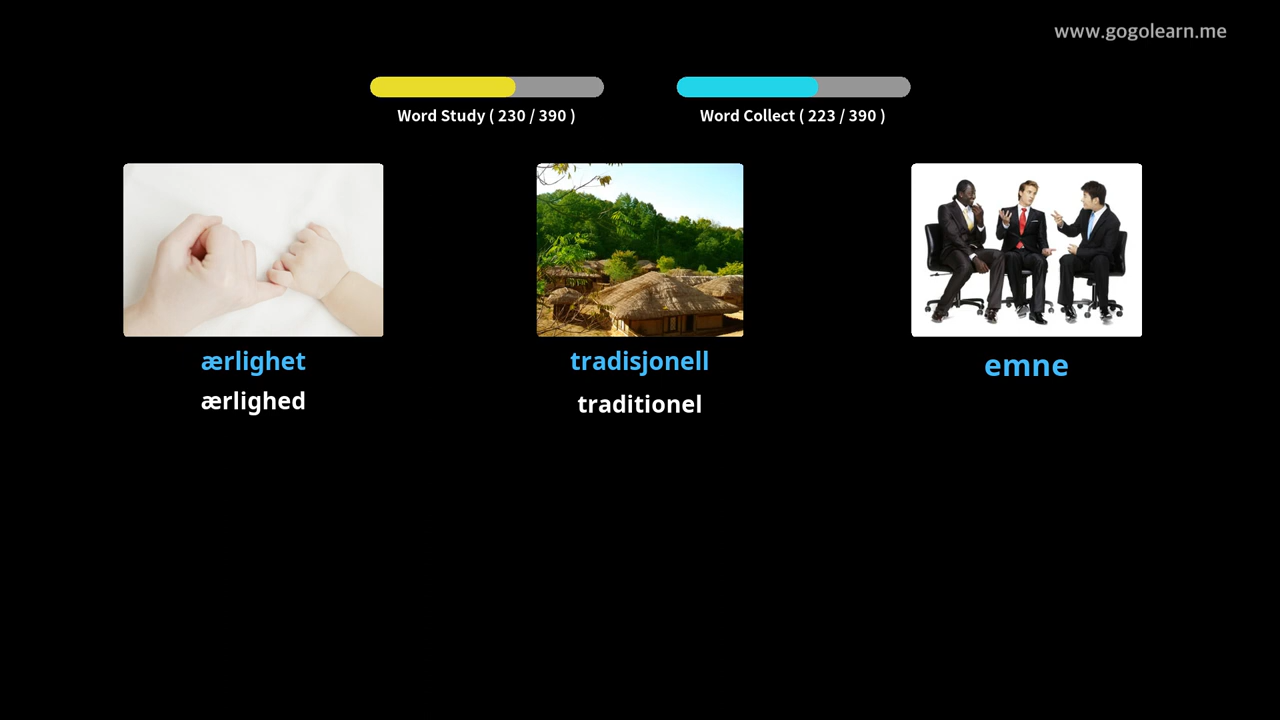 www.gogolearn.me
Word Study ( 230 / 390 )
Word Collect ( 223 / 390 )
ærlighet
ærlighed
tradisjonell
traditionel
emne